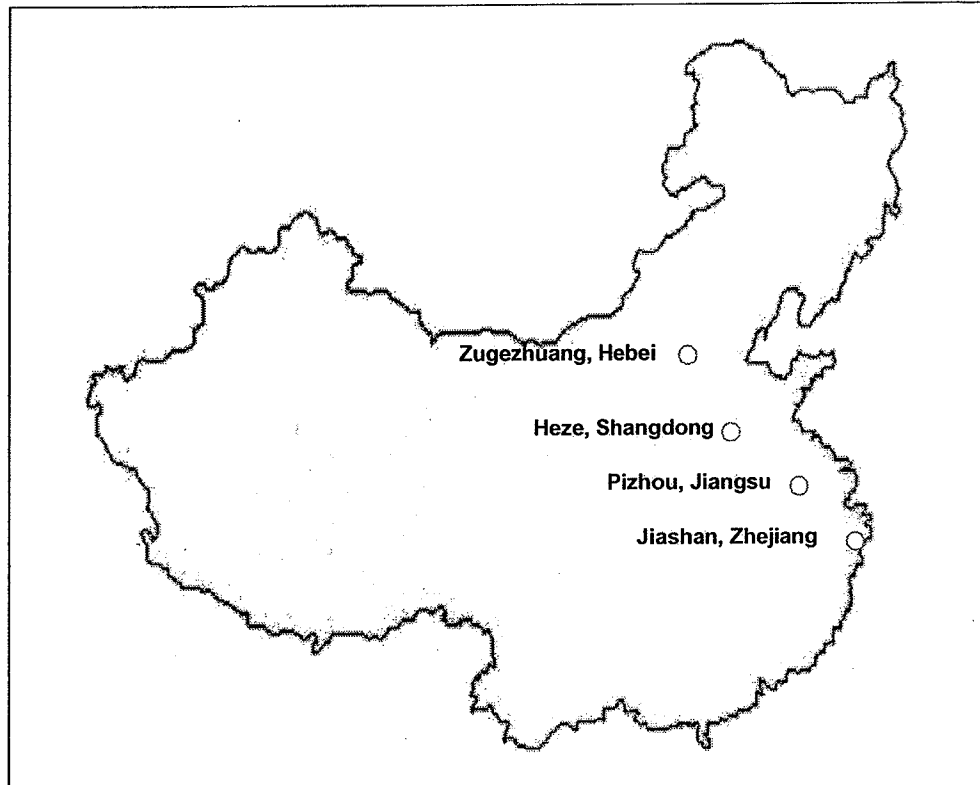 Zugezhuang, Hebei
Heze, Shangdong
Pizhou, Jiangsu
Jiashan, Zhejiang